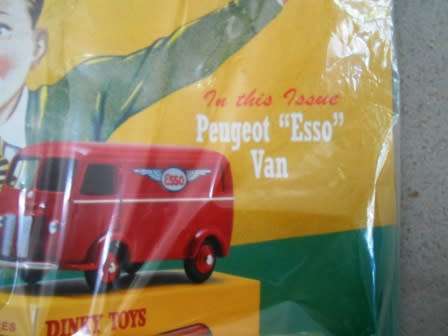 In this Issue
Peugeot "Esso"
Van
ESSO
DINKY TOYS